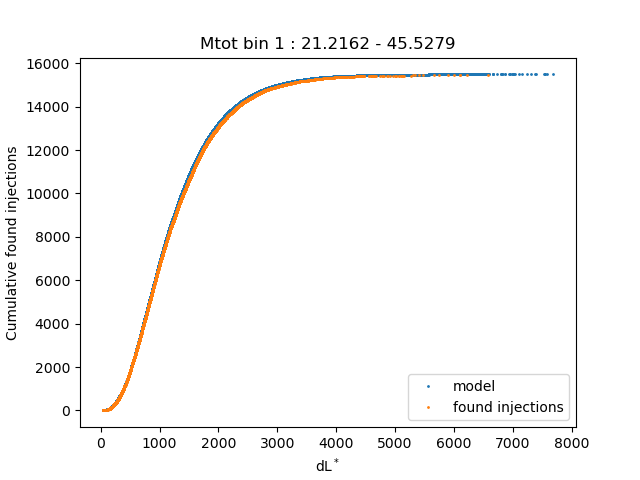 Mtot bin 1 : 21.2162 - 45.5279
16000
14000
12000
10000
8000
6000
4000
2000
0
Cumulative found injections
0 1000 2000 3000 4000 5000 6000 7000 8000
dL*
model
found injections